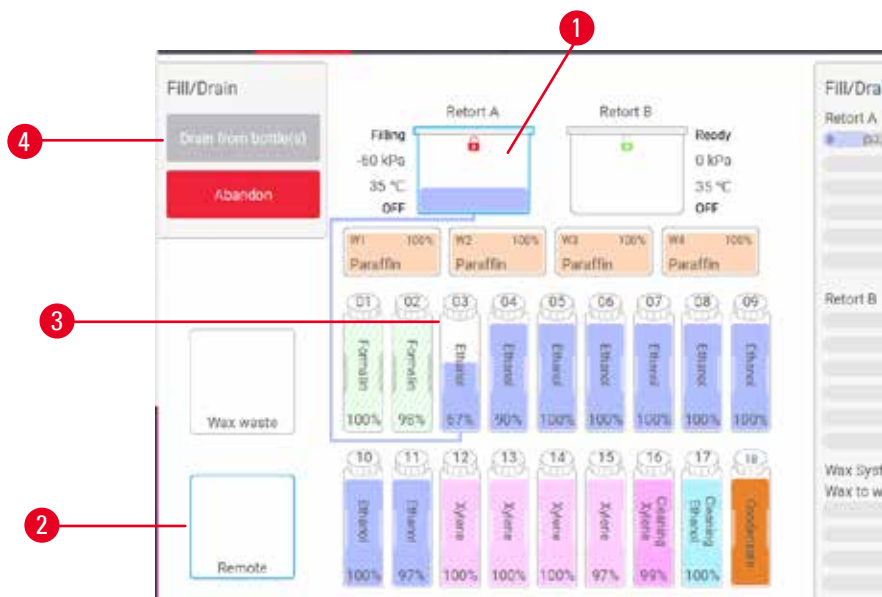 1
Fill/Drain
Fill/Dra
4
Drain from bottle(s)
Abandon
Retort A
Retort B
Filling
-60 kPa
35 °C
OFF
Ready
0 kPa
35 °C
OFF
Retort A
W1 100%
Paraffin
W2 100%
Paraffin
W3 100%
Paraffin
W4 100%
Paraffin
3
01 02 03 04 05 06 07 08 09
Formalin Formalin Ethanol Ethanol Ethanol Ethanol Ethanol Ethanol Ethanol
100% 98% 67% 90% 100% 100% 100% 100% 100%
Retort B
Wax waste
10 11 12 13 14 15 16 17 18
Ethanol Ethanol Xylene Xylene Xylene Xylene Cleaning Xylene Cleaning Ethanol Condensate
100% 97% 100% 100% 100% 97% 99% 100%
2
Remote
Wax Syst
Wax to w